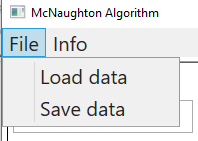 McNaughton Algorithm
File Info
Load data
Save data